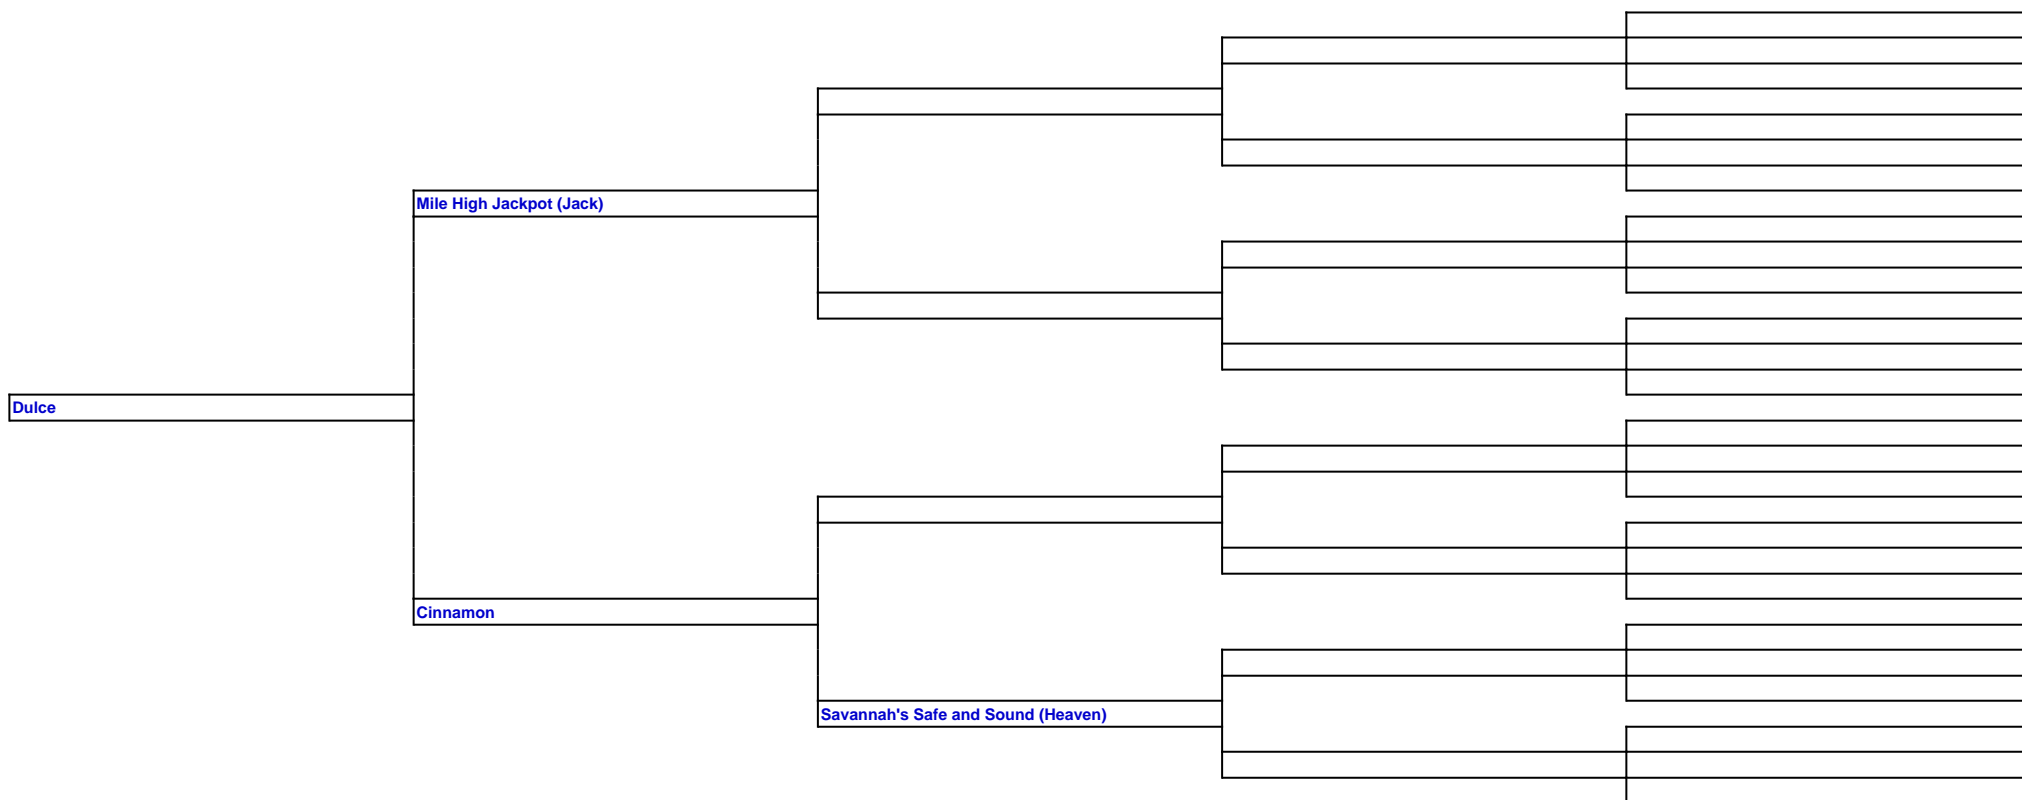 Mile High Jackpot (Jack)
Dulce
Cinnamon
Savannah's Safe and Sound (Heaven)